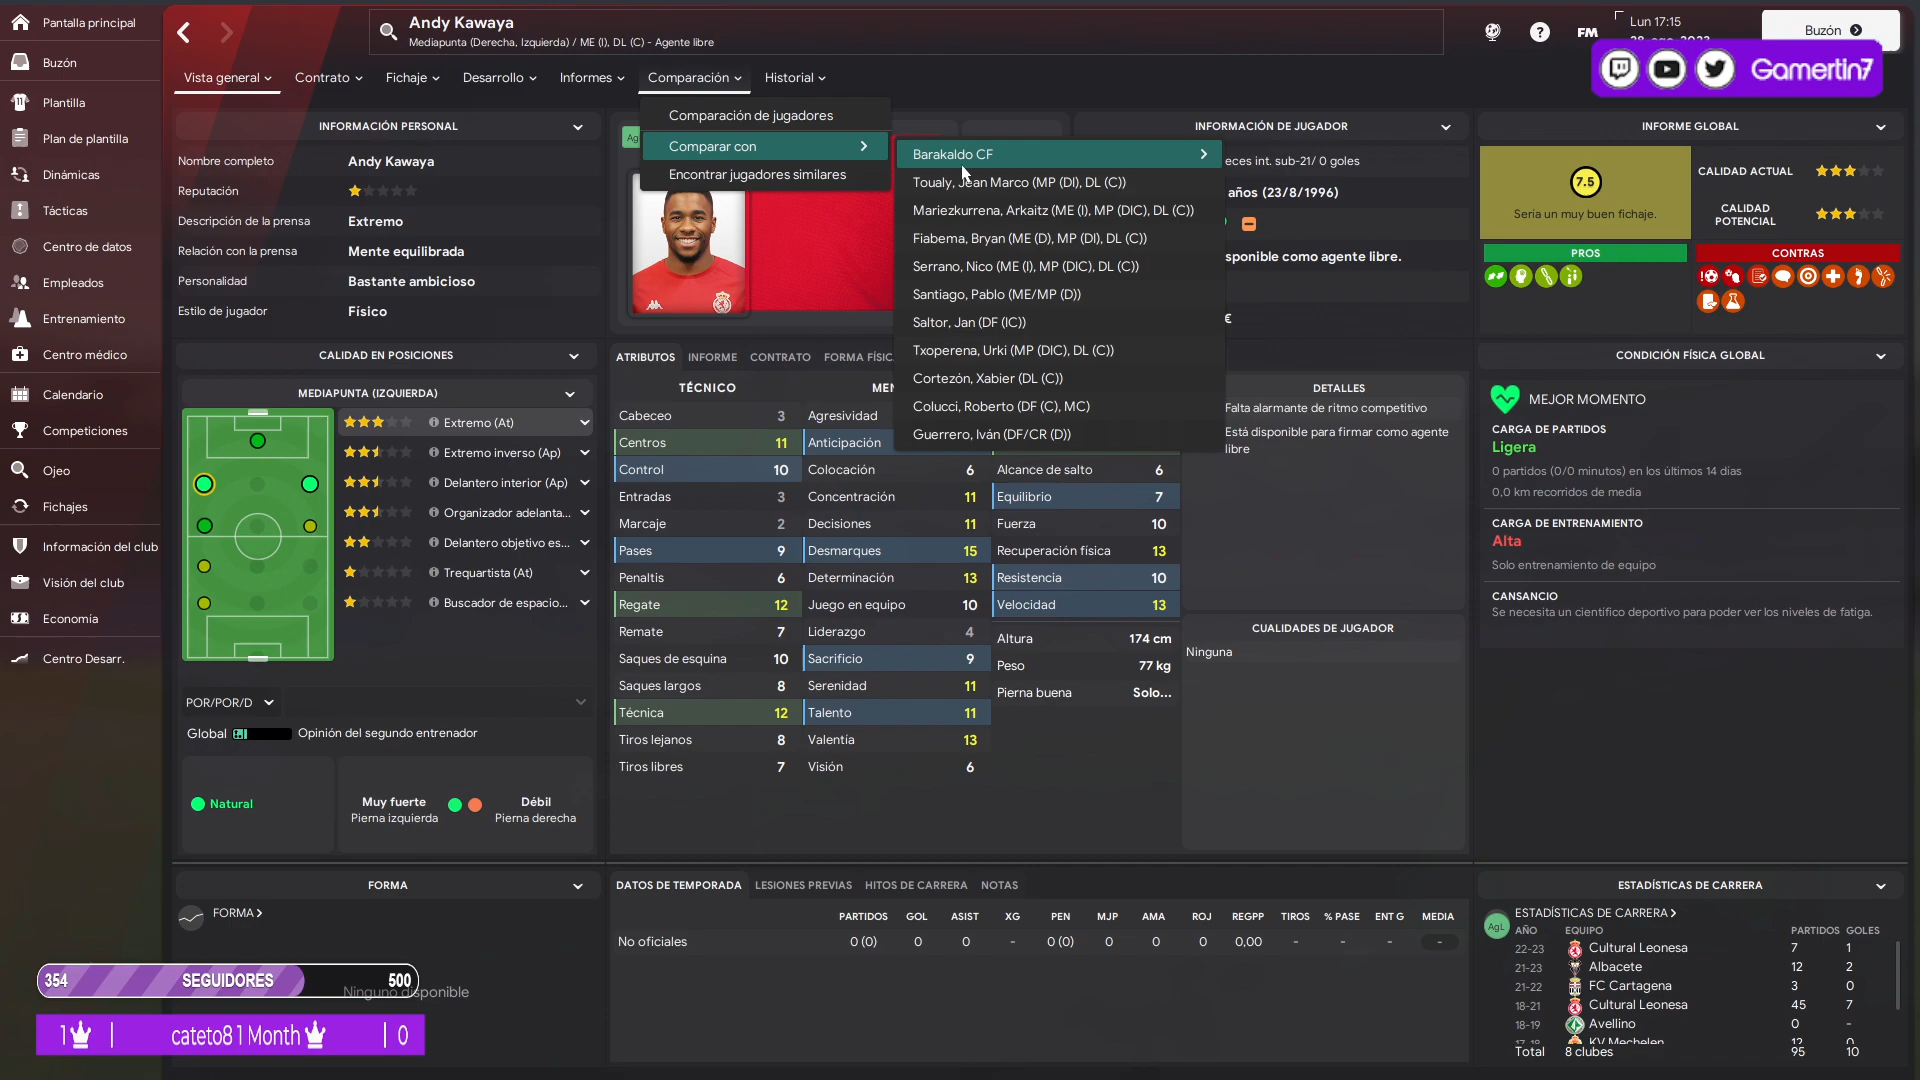 Pantalla principal
Buzón
Plantilla
Plan de plantilla
Dinámicas
Tácticas
Centro de datos
Empleados
Entrenamiento
Centro médico
Calendario
Competiciones
Ojeo
Fichajes
Información del club
Visión del club
Economía
Centro Desarr.
Andy Kawaya
Mediapunta (Derecha, Izquierda) / ME (I), DL (C) - Agente libre
FM
Lun 17:15
Buzón
Gamertin7
Vista general
Contrato
Fichaje
Desarrollo
Informes
Comparación
Historial
Comparación de jugadores
Comparar con
Encontrar jugadores similares
Barakaldo CF
Toualy, Jean Marco (MP (DI), DL (C))
Mariezkurrena, Arkaitz (ME (I), MP (DIC), DL (C))
Fiabema, Bryan (ME (D), MP (DI), DL (C))
Serrano, Nico (ME (I), MP (DIC), DL (C))
Santiago, Pablo (ME/MP (D))
Saltor, Jan (DF (IC))
Txoperena, Urki (MP (DIC), DL (C))
Cortezón, Xabier (DL (C))
Colucci, Roberto (DF (C), MC)
Guerrero, Iván (DF/CR (D))
INFORMACIÓN PERSONAL
Nombre completo Andy Kawaya
Reputación
Descripción de la prensa Extremo
Relación con la prensa Mente equilibrada
Personalidad Bastante ambicioso
Estilo de jugador Físico
Ag
INFORMACIÓN DE JUGADOR
eces int. sub-21/ 0 goles
años (23/8/1996)
sponible como agente libre.
€
INFORME GLOBAL
7.5
Sería un muy buen fichaje.
CALIDAD ACTUAL
CALIDAD POTENCIAL
PROS
CONTRAS
CALIDAD EN POSICIONES
MEDIAPUNTA (IZQUIERDA)
Extremo (At)
Extremo inverso (Ap)
Delantero interior (Ap)
Organizador adelanta...
Delantero objetivo es...
Trequartista (At)
Buscador de espacio...
POR/POR/D
Global Opinión del segundo entrenador
Natural
Muy fuerte
Pierna izquierda
Débil
Pierna derecha
ATRIBUTOS INFORME CONTRATO FORMA FÍSIC
TÉCNICO
Cabeceo 3
Centros 11
Control 10
Entradas 3
Marcaje 2
Pases 9
Penaltis 6
Regate 12
Remate 7
Saques de esquina 10
Saques largos 8
Técnica 12
Tiros lejanos 8
Tiros libres 7
MEN
Agresividad
Anticipación
Colocación 6
Concentración 11
Decisiones 11
Desmarques 15
Determinación 13
Juego en equipo 10
Liderazgo 4
Sacrificio 9
Serenidad 11
Talento 11
Valentía 13
Visión 6
Alcance de salto 6
Equilibrio 7
Fuerza 10
Recuperación física 13
Resistencia 10
Velocidad 13
Altura 174 cm
Peso 77 kg
Pierna buena Solo...
DETALLES
Falta alarmante de ritmo competitivo
Está disponible para firmar como agente libre
CUALIDADES DE JUGADOR
Ninguna
CONDICIÓN FÍSICA GLOBAL
MEJOR MOMENTO
CARGA DE PARTIDOS
Ligera
0 partidos (0/0 minutos) en los últimos 14 días
0,0 km recorridos de media
CARGA DE ENTRENAMIENTO
Alta
Solo entrenamiento de equipo
CANSANCIO
Se necesita un científico deportivo para poder ver los niveles de fatiga.
FORMA
FORMA
Ninguno disponible
354 SEGUIDORES 500
1 cateto8 1 Month 0
DATOS DE TEMPORADA LESIONES PREVIAS HITOS DE CARRERA NOTAS
PARTIDOS GOL ASIST XG PEN MJP AMA ROJ REGPP TIROS % PASE ENT G MEDIA
No oficiales 0 (0) 0 0 - 0 (0) 0 0 0 0,00 - - - -
ESTADÍSTICAS DE CARRERA
AgL
ESTADÍSTICAS DE CARRERA
AÑO EQUIPO PARTIDOS GOLES
22-23 Cultural Leonesa 7 1
21-23 Albacete 12 2
21-22 FC Cartagena 3 0
18-21 Cultural Leonesa 45 7
18-19 Avellino 0 -
17-18 KV Mechelen 12 0
Total 8 clubes 95 10